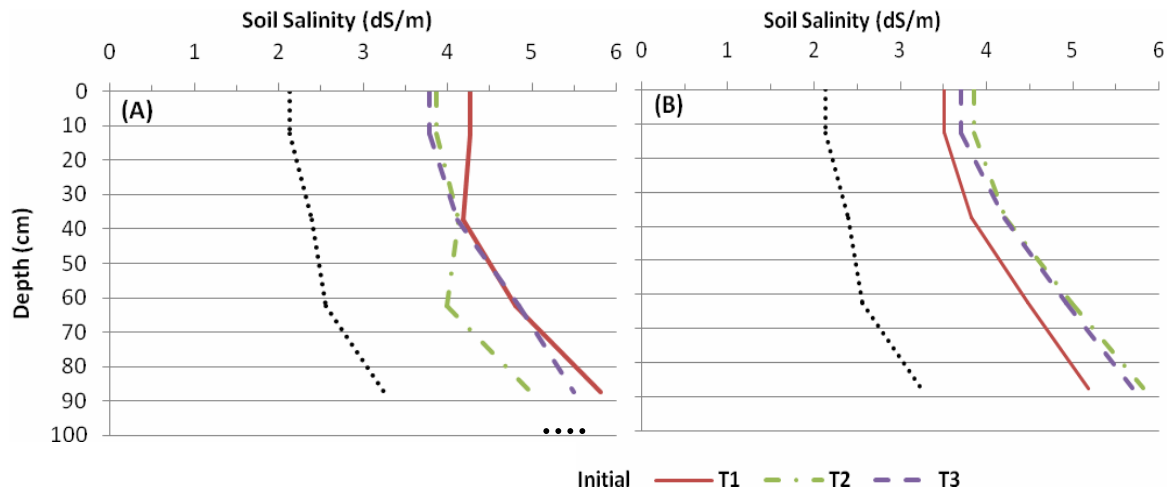 Soil Salinity (dS/m)
0 1 2 3 4 5 6
Depth (cm)
0
10
20
30
40
50
60
70
80
90
100
(A)
Soil Salinity (dS/m)
0 1 2 3 4 5 6
(B)
Initial T1 T2 T3